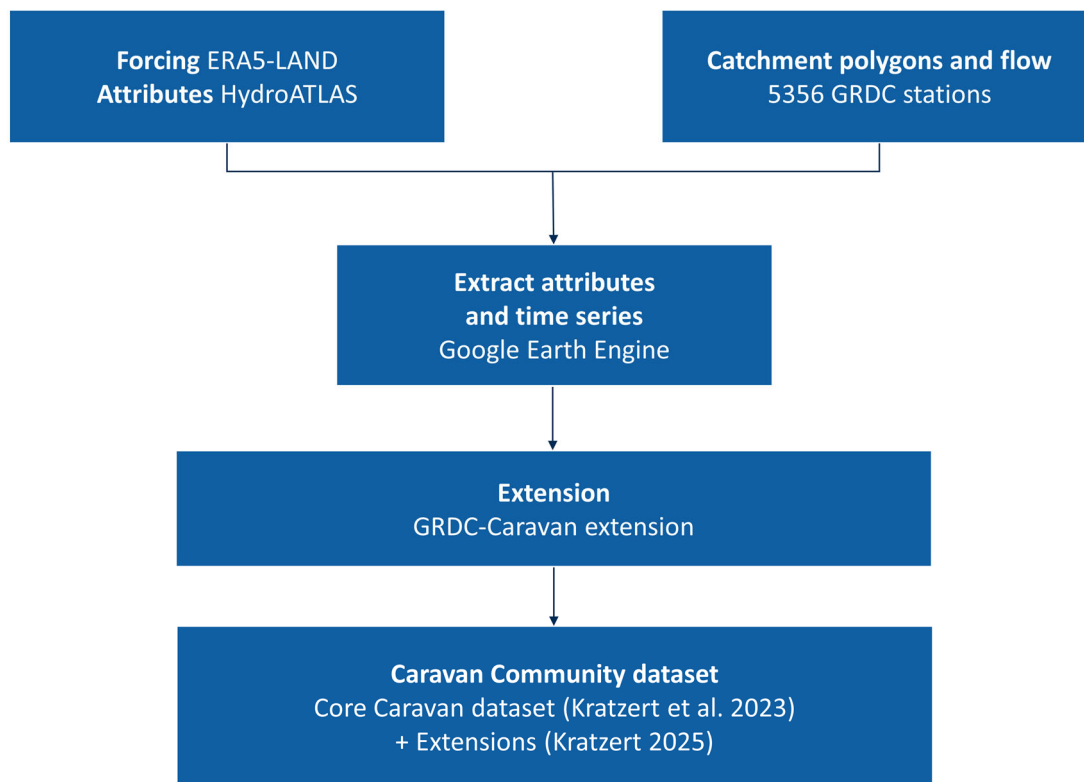 Forcing ERA5-LAND
Attributes HydroATLAS
Catchment polygons and flow
5356 GRDC stations
Extract attributes
and time series
Google Earth Engine
Extension
GRDC-Caravan extension
Caravan Community dataset
Core Caravan dataset (Kratzert et al. 2023)
+ Extensions (Kratzert 2025)